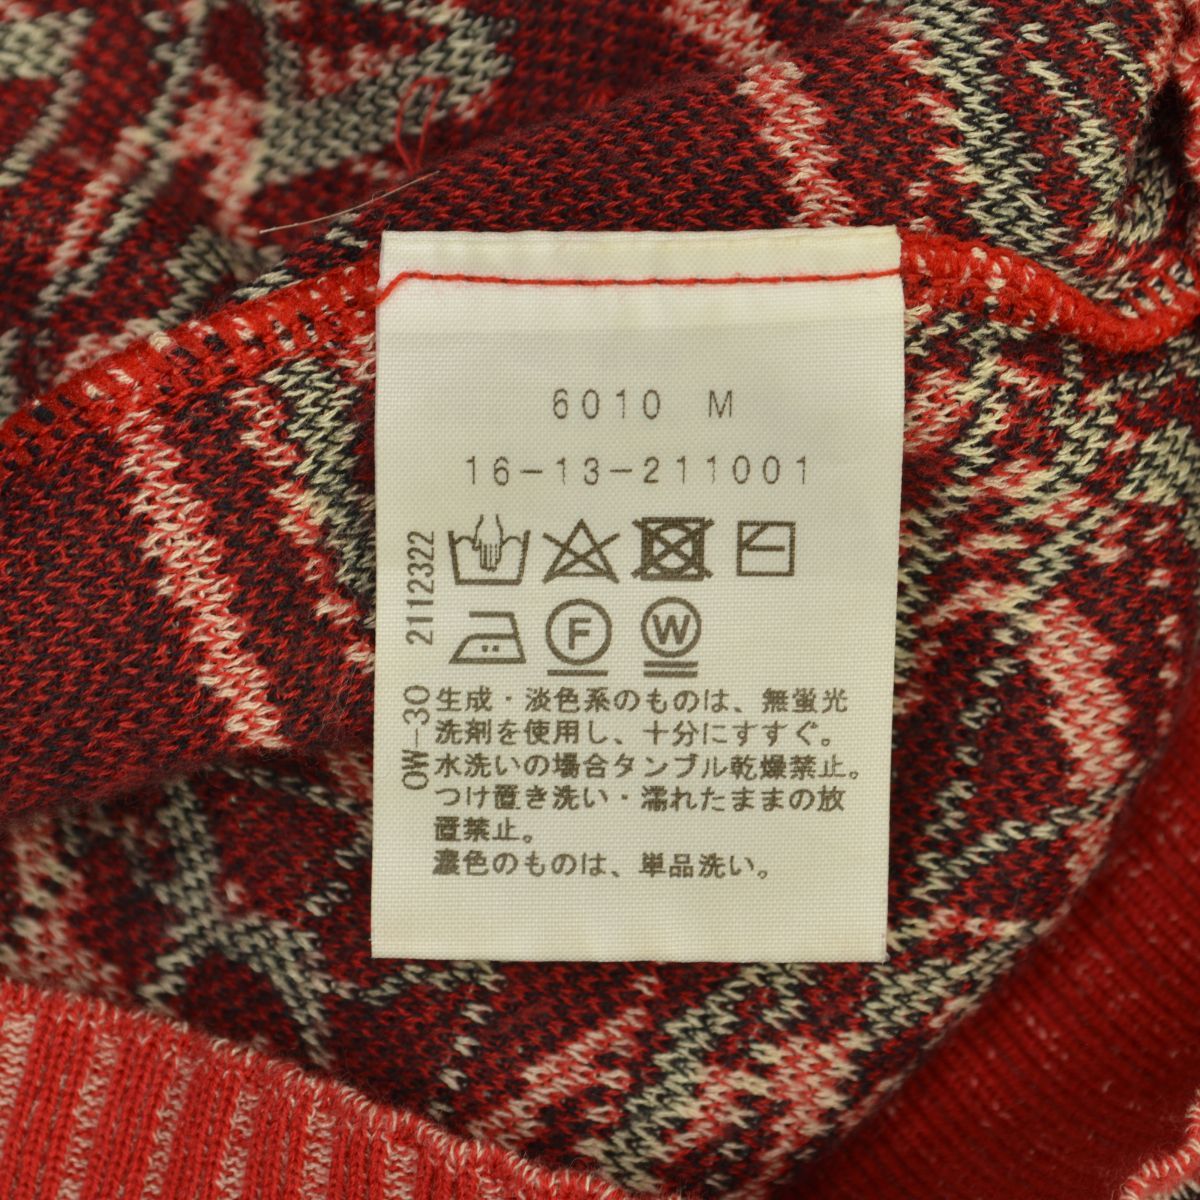 6010 M
16-13-211001
F W
OW-30 2112322
生成・淡色系のものは、無蛍光
洗剤を使用し、十分にすすぐ。
水洗いの場合タンブル乾燥禁止。
つけ置き洗い・濡れたままの放
置禁止。
濃色のものは、単品洗い。